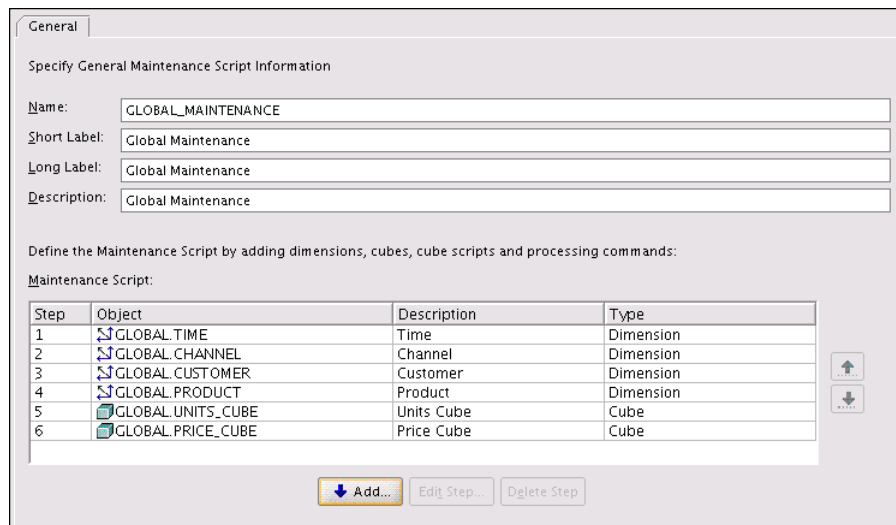 General
Specify General Maintenance Script Information
Name: GLOBAL_MAINTENANCE
Short Label: Global Maintenance
Long Label: Global Maintenance
Description: Global Maintenance
Define the Maintenance Script by adding dimensions, cubes, cube scripts and processing commands:
Maintenance Script:
Step Object Description Type
1 GLOBAL.TIME Time Dimension
2 GLOBAL.CHANNEL Channel Dimension
3 GLOBAL.CUSTOMER Customer Dimension
4 GLOBAL.PRODUCT Product Dimension
5 GLOBAL.UNITS_CUBE Units Cube Cube
6 GLOBAL.PRICE_CUBE Price Cube Cube
Add... Edit Step... Delete Step